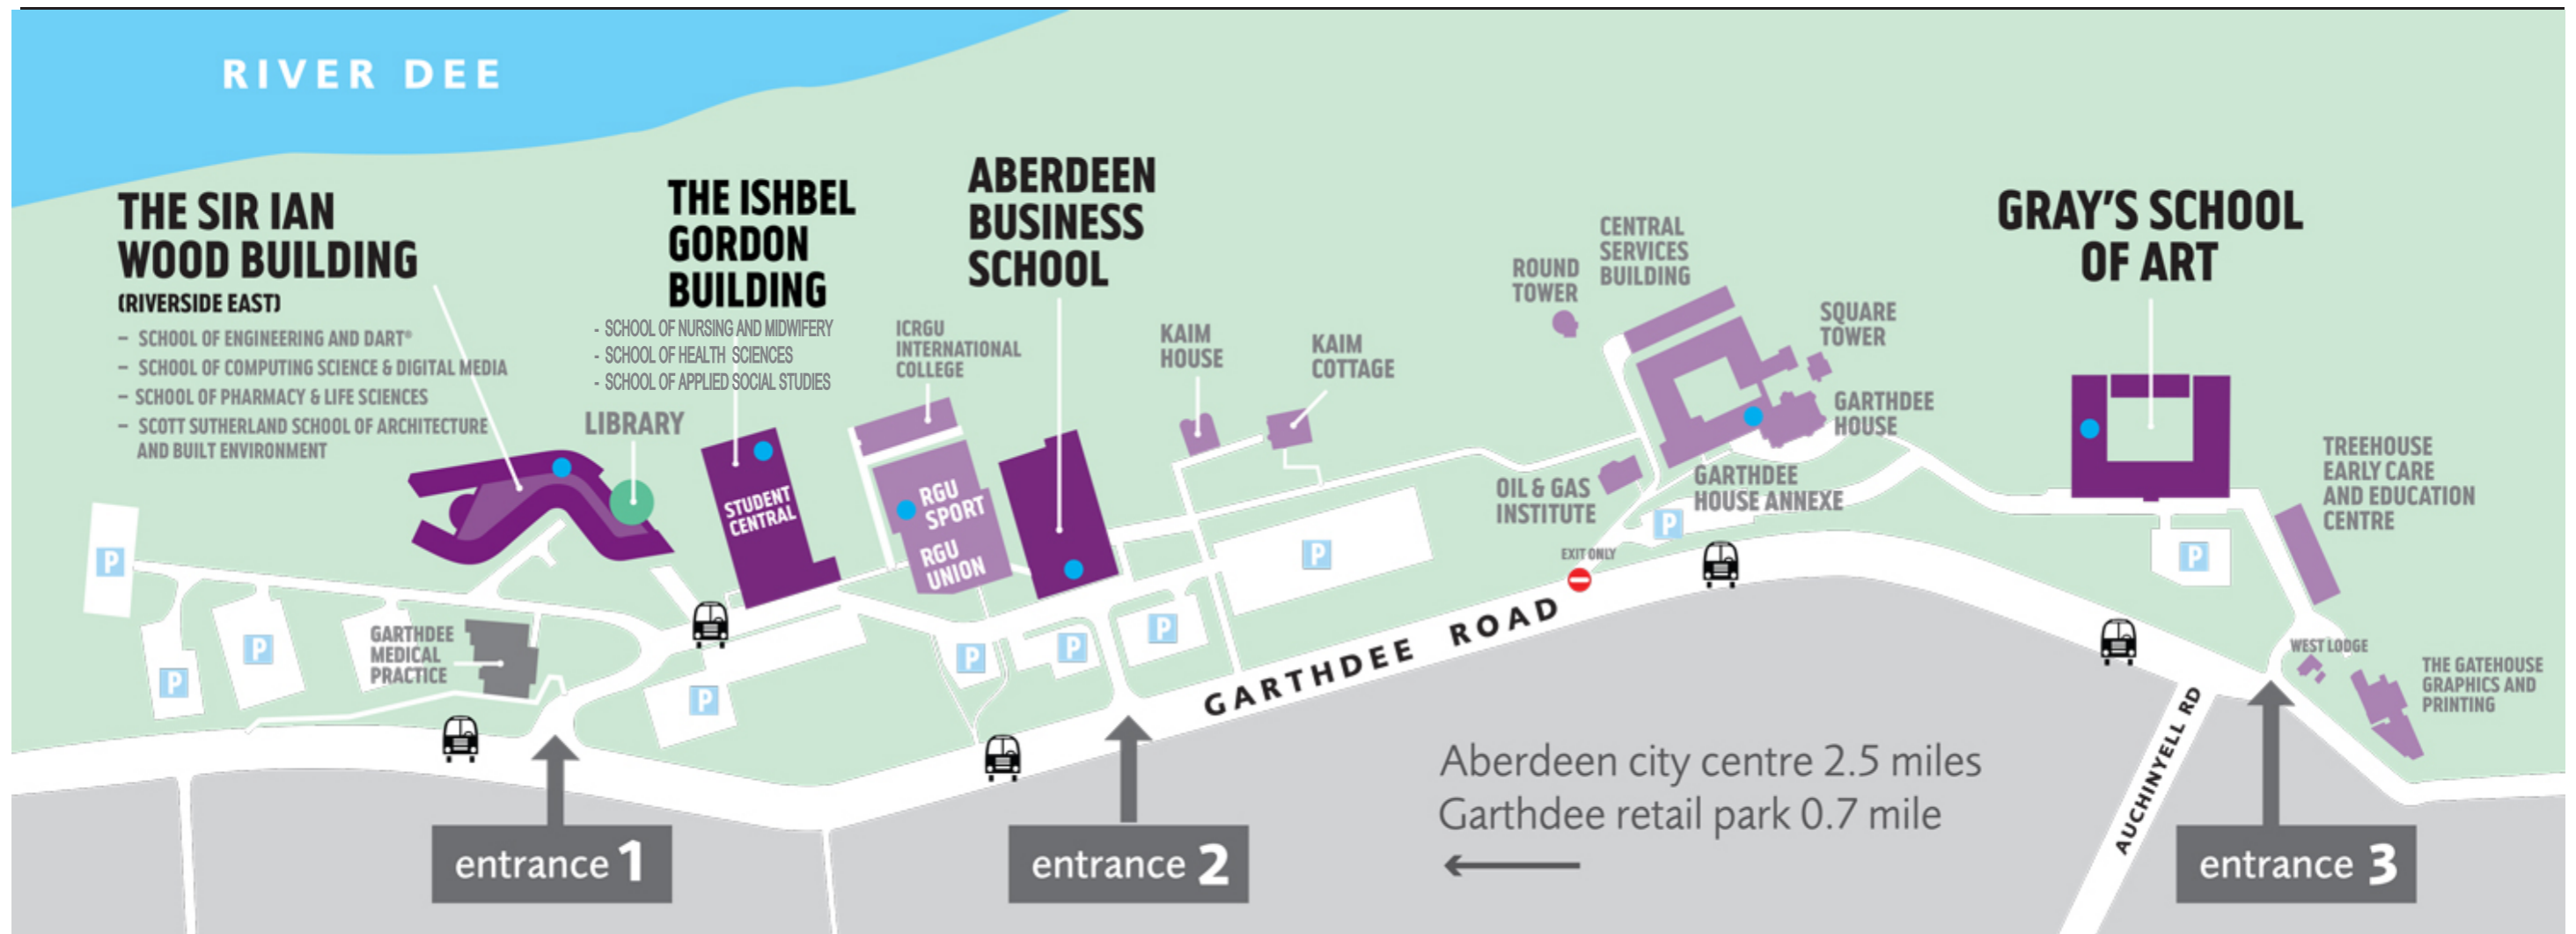 RIVER DEE
THE SIR IAN
WOOD BUILDING
(RIVERSIDE EAST)
– SCHOOL OF ENGINEERING AND DART®
– SCHOOL OF COMPUTING SCIENCE & DIGITAL MEDIA
– SCHOOL OF PHARMACY & LIFE SCIENCES
– SCOTT SUTHERLAND SCHOOL OF ARCHITECTURE
AND BUILT ENVIRONMENT
LIBRARY
THE ISHBEL
GORDON
BUILDING
- SCHOOL OF NURSING AND MIDWIFERY
- SCHOOL OF HEALTH SCIENCES
- SCHOOL OF APPLIED SOCIAL STUDIES
STUDENT
CENTRAL
ICRGU
INTERNATIONAL
COLLEGE
RGU
SPORT
RGU
UNION
ABERDEEN
BUSINESS
SCHOOL
KAIM
HOUSE
KAIM
COTTAGE
ROUND
TOWER
CENTRAL
SERVICES
BUILDING
SQUARE
TOWER
GARTHDEE
HOUSE
GARTHDEE
HOUSE ANNEXE
OIL & GAS
INSTITUTE
EXIT ONLY
GRAY'S SCHOOL
OF ART
TREEHOUSE
EARLY CARE
AND EDUCATION
CENTRE
WEST LODGE
THE GATEHOUSE
GRAPHICS AND
PRINTING
GARTHDEE
MEDICAL
PRACTICE
P
P
P
P
P
P
P
P
P
P
GARTHDEE ROAD
AUCHINYELL RD
Aberdeen city centre 2.5 miles
Garthdee retail park 0.7 mile
entrance 1
entrance 2
entrance 3